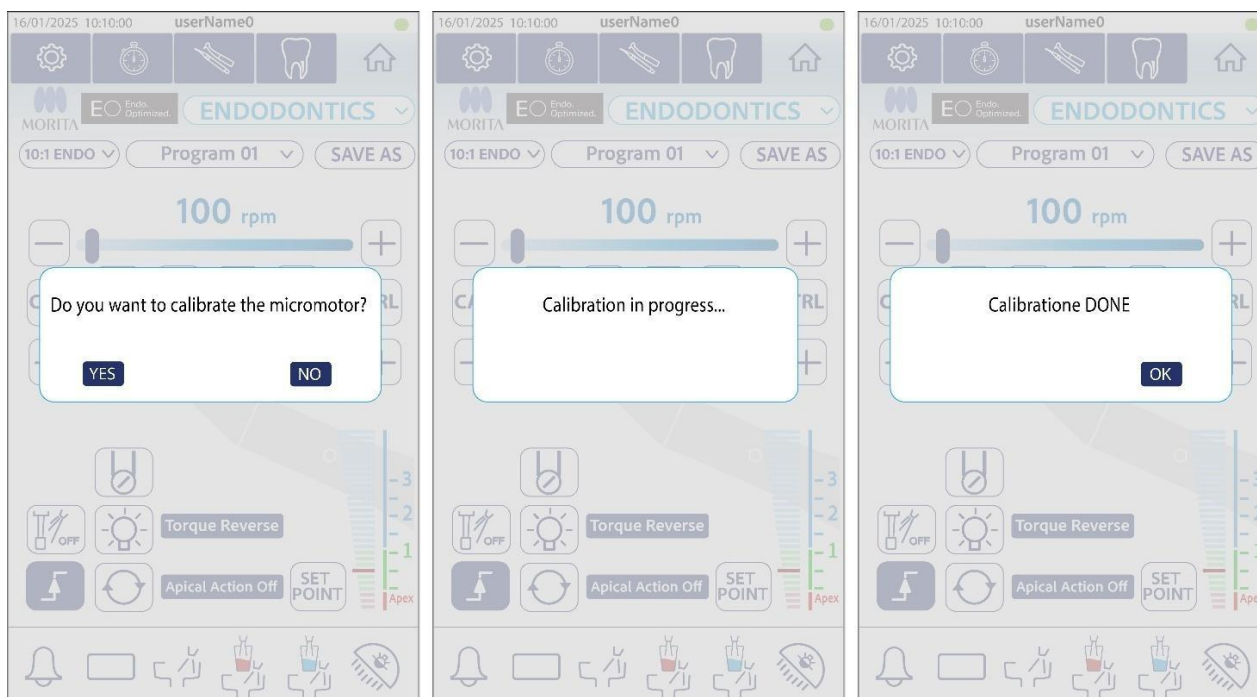 16/01/2025 10:10:00 userName0
MORITA
EO Endo. Optimized.
ENDODONTICS
10:1 ENDO
Program 01
SAVE AS
100 rpm
Do you want to calibrate the micromotor?
YES
NO
3
2
Torque Reverse
OFF
1
Apical Action Off
SET POINT
Apex
16/01/2025 10:10:00 userName0
MORITA
EO Endo. Optimized.
ENDODONTICS
10:1 ENDO
Program 01
SAVE AS
100 rpm
Calibration in progress...
3
2
Torque Reverse
OFF
1
Apical Action Off
SET POINT
Apex
16/01/2025 10:10:00 userName0
MORITA
EO Endo. Optimized.
ENDODONTICS
10:1 ENDO
Program 01
SAVE AS
100 rpm
Calibratione DONE
OK
Torque Reverse
OFF
Apical Action Off
SET POINT